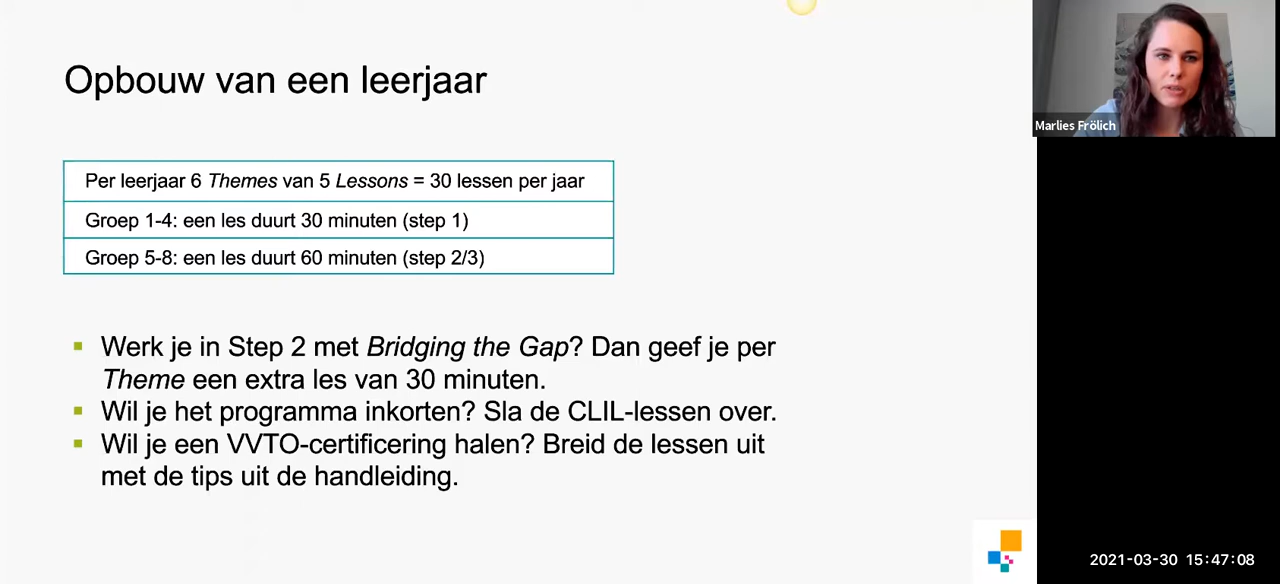 Opbouw van een leerjaar
Per leerjaar 6 Themes van 5 Lessons = 30 lessen per jaar
Groep 1-4: een les duurt 30 minuten (step 1)
Groep 5-8: een les duurt 60 minuten (step 2/3)
Werk je in Step 2 met Bridging the Gap? Dan geef je per
Theme een extra les van 30 minuten.
Wil je het programma inkorten? Sla de CLIL-lessen over.
Wil je een VVTO-certificering halen? Breid de lessen uit
met de tips uit de handleiding.
Marlies Frölich
2021-03-30 15:47:08